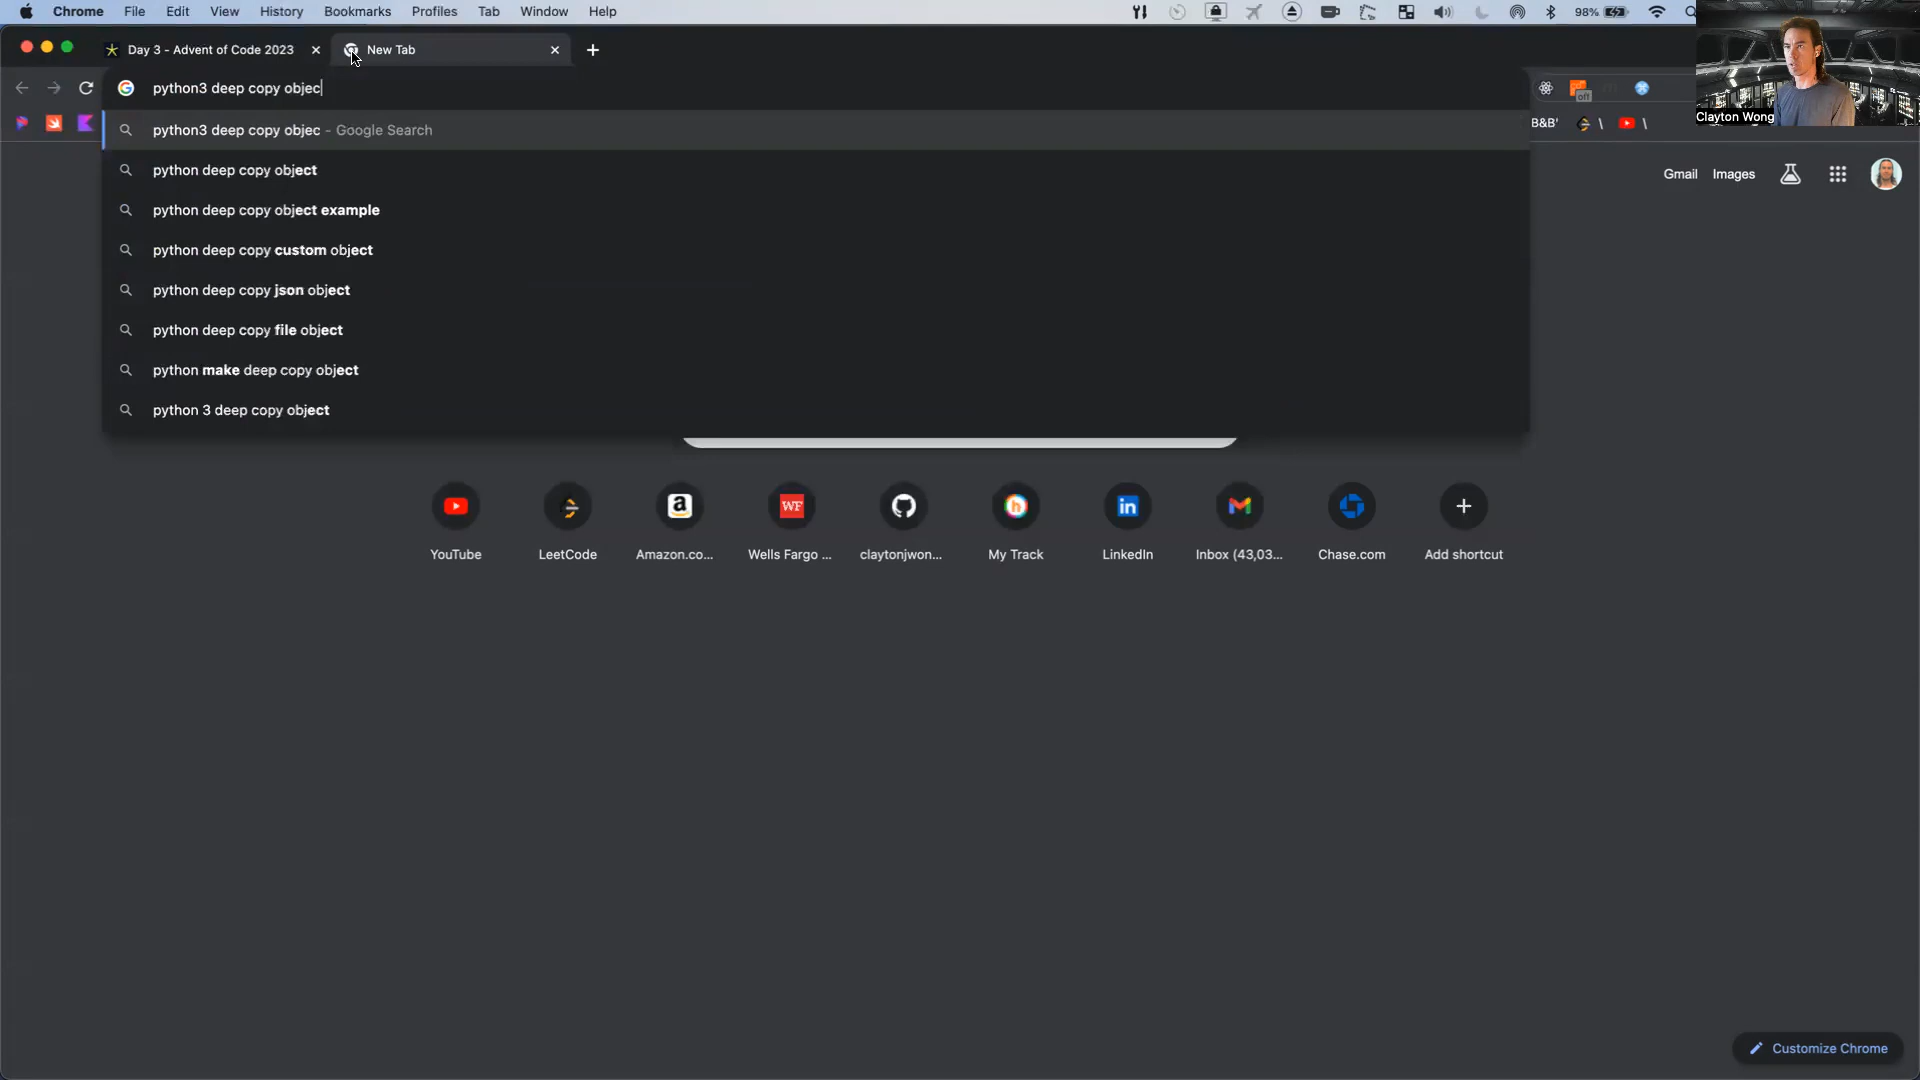 Chrome File Edit View History Bookmarks Profiles Tab Window Help 98%
Day 3 - Advent of Code 2023 New Tab
python3 deep copy objec
off
Clayton Wong
python3 deep copy objec - Google Search
B&B' \ \
python deep copy object
Gmail Images
python deep copy object example
python deep copy custom object
python deep copy json object
python deep copy file object
python make deep copy object
python 3 deep copy object
WF
YouTube LeetCode Amazon.co... Wells Fargo ... claytonjwon... My Track LinkedIn Inbox (43,03... Chase.com Add shortcut
Customize Chrome